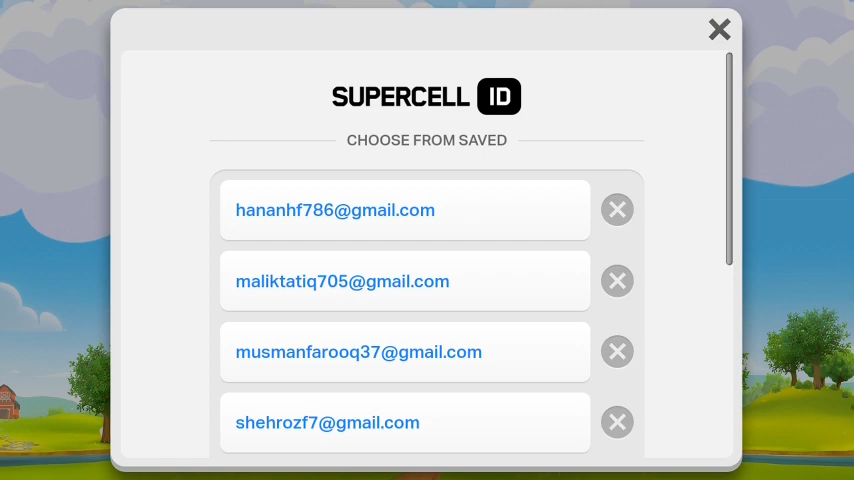 SUPERCELL ID
CHOOSE FROM SAVED
hananhf786@gmail.com
maliktatiq705@gmail.com
musmanfarooq37@gmail.com
shehrozf7@gmail.com